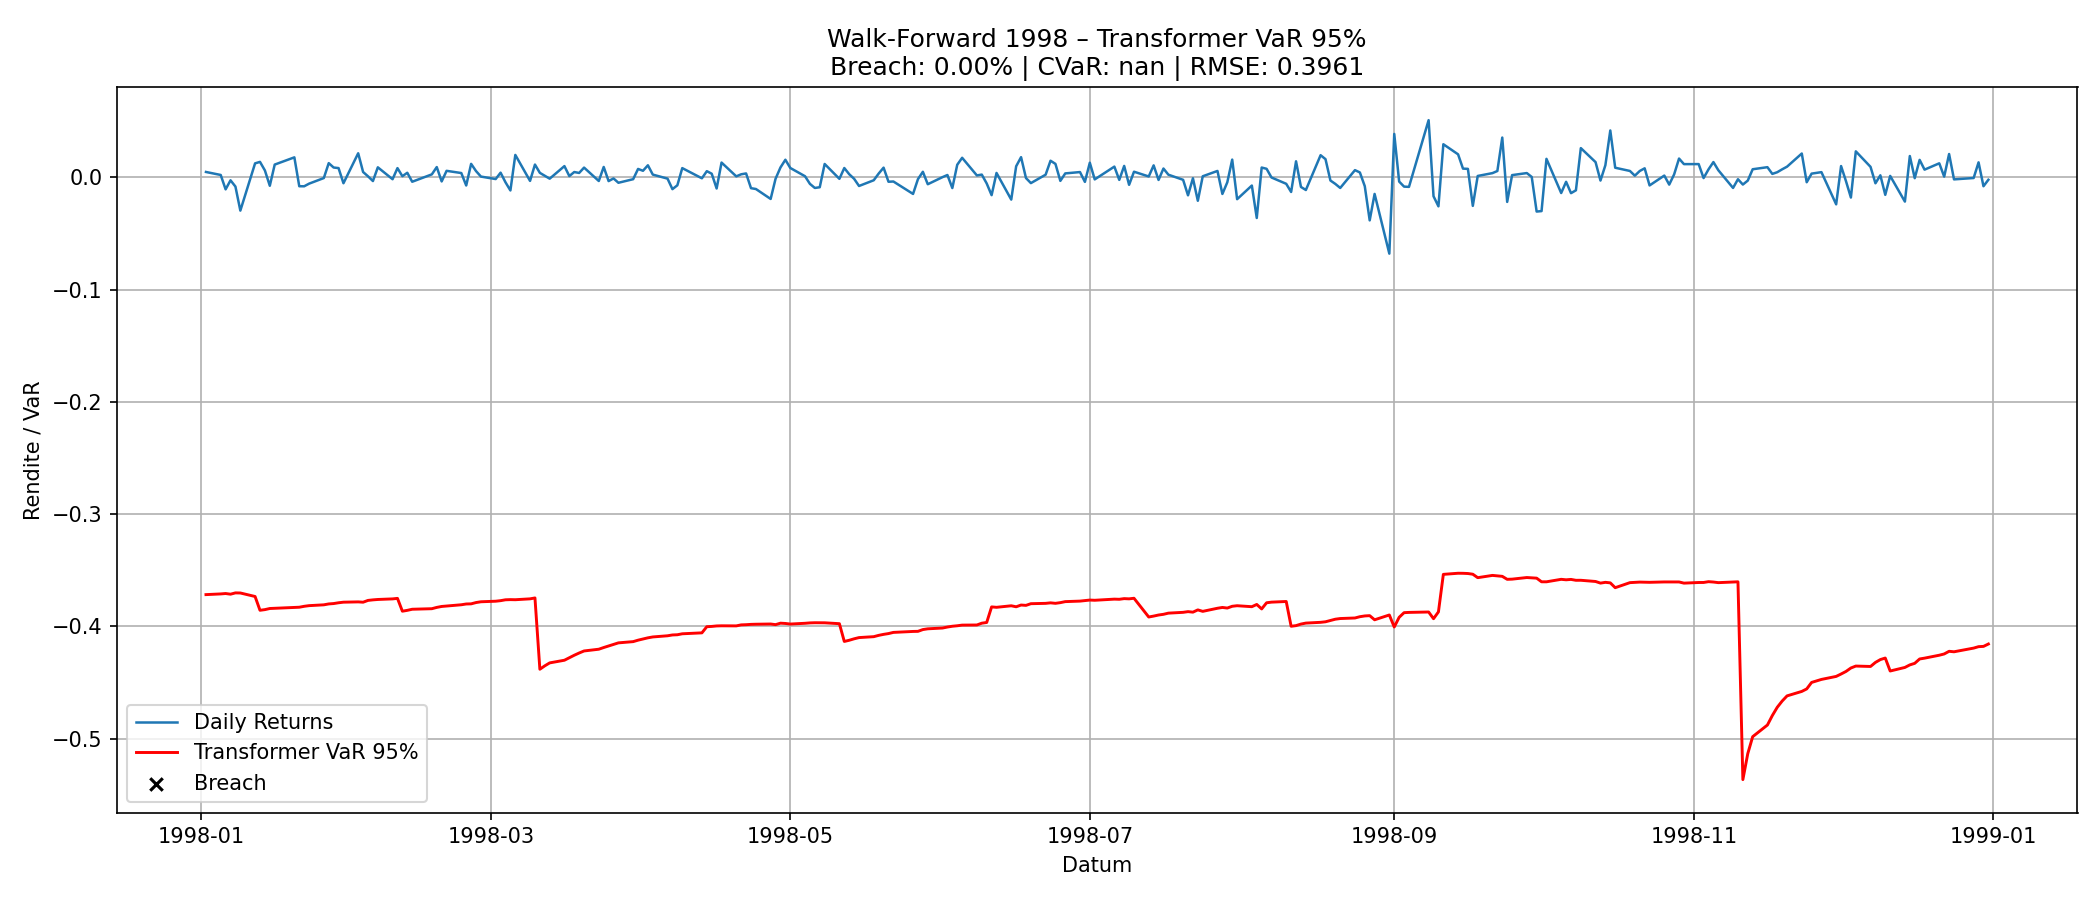 Walk-Forward 1998 – Transformer VaR 95%
Breach: 0.00% | CVaR: nan | RMSE: 0.3961
Rendite / VaR
0.0
−0.1
−0.2
−0.3
−0.4
−0.5
Daily Returns
Transformer VaR 95%
Breach
1998-01
1998-03
1998-05
1998-07
1998-09
1998-11
1999-01
Datum